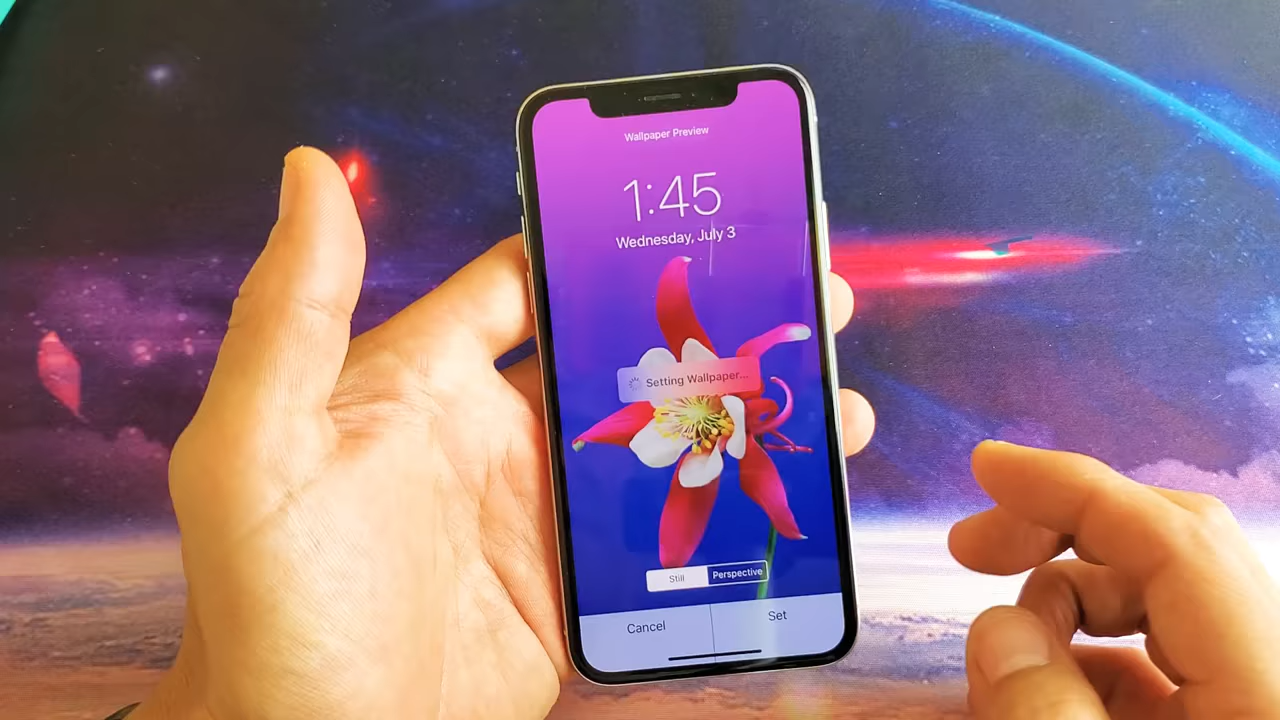 Wallpaper Preview
1:45
Wednesday, July 3
Setting Wallpaper...
Still Perspective
Cancel Set